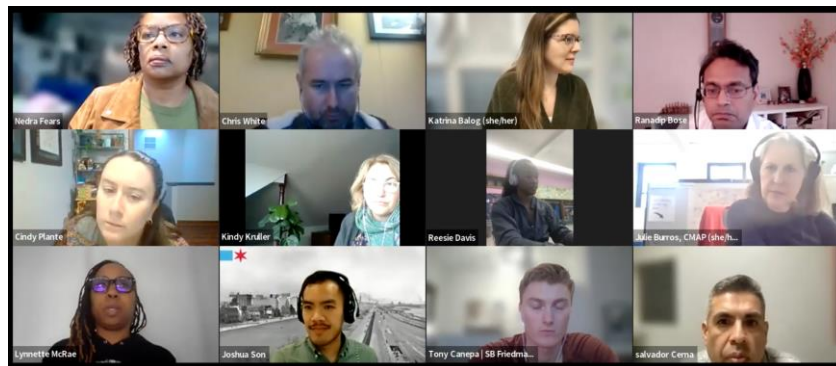 Nedra Fears
Chris White
Katrina Balog (she/her)
Ranadip Bose
Cindy Plante
Kindy Kruller
Reesie Davis
Julie Burros, CMAP (she/h...
Lynnette McRae
Joshua Son
Tony Canepa | SB Friedma...
salvador Cerna